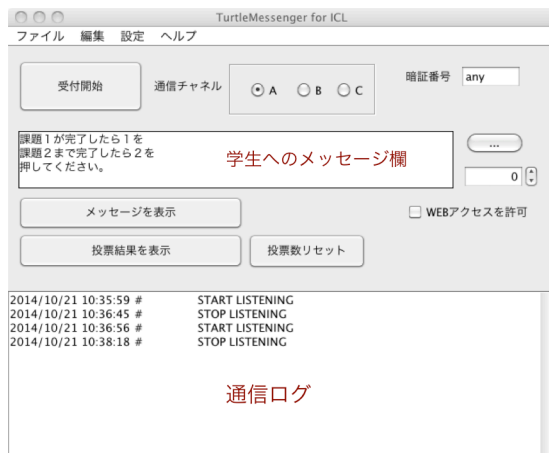 TurtleMessenger for ICL
ファイル 編集 設定 ヘルプ
受付開始 通信チャネル A B C 暗証番号 any
課題１が完了したら１を
課題２まで完了したら２を
押してください。
学生へのメッセージ欄
...
0
メッセージを表示 WEBアクセスを許可
投票結果を表示 投票数リセット
2014/10/21 10:35:59 # START LISTENING
2014/10/21 10:36:45 # STOP LISTENING
2014/10/21 10:36:56 # START LISTENING
2014/10/21 10:38:18 # STOP LISTENING
通信ログ